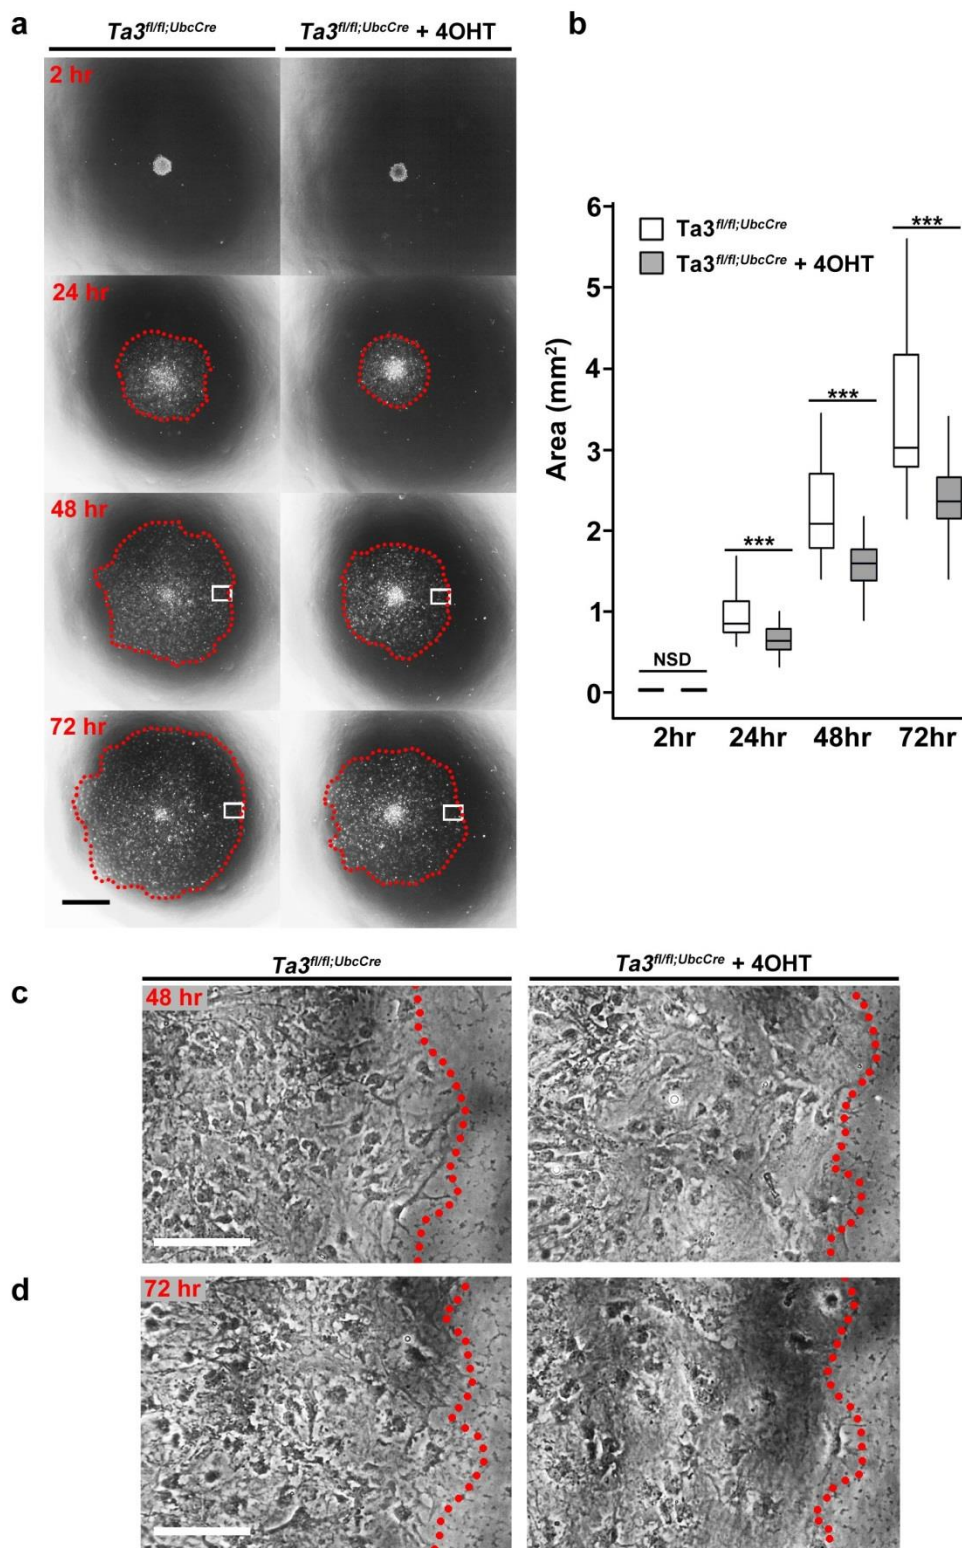 a
Ta3fl/fl;UbcCre
Ta3fl/fl;UbcCre + 4OHT
2 hr
24 hr
48 hr
72 hr
b
6
5
4
3
2
1
0
Area (mm2)
Ta3fl/fl;UbcCre
Ta3fl/fl;UbcCre + 4OHT
NSD
***
***
***
2hr 24hr 48hr 72hr
Ta3fl/fl;UbcCre
Ta3fl/fl;UbcCre + 4OHT
c
48 hr
d
72 hr